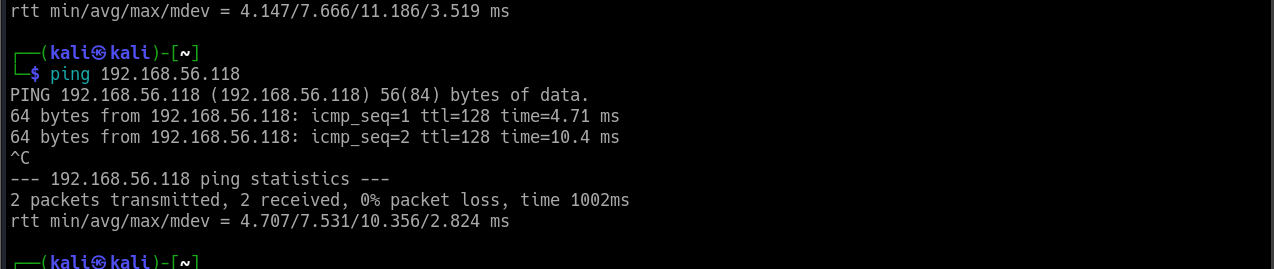 rtt min/avg/max/mdev = 4.147/7.666/11.186/3.519 ms
┌──(kali㉿kali)-[~]
└─$ ping 192.168.56.118
PING 192.168.56.118 (192.168.56.118) 56(84) bytes of data.
64 bytes from 192.168.56.118: icmp_seq=1 ttl=128 time=4.71 ms
64 bytes from 192.168.56.118: icmp_seq=2 ttl=128 time=10.4 ms
^C
--- 192.168.56.118 ping statistics ---
2 packets transmitted, 2 received, 0% packet loss, time 1002ms
rtt min/avg/max/mdev = 4.707/7.531/10.356/2.824 ms
┌──(kali㉿kali)-[~]